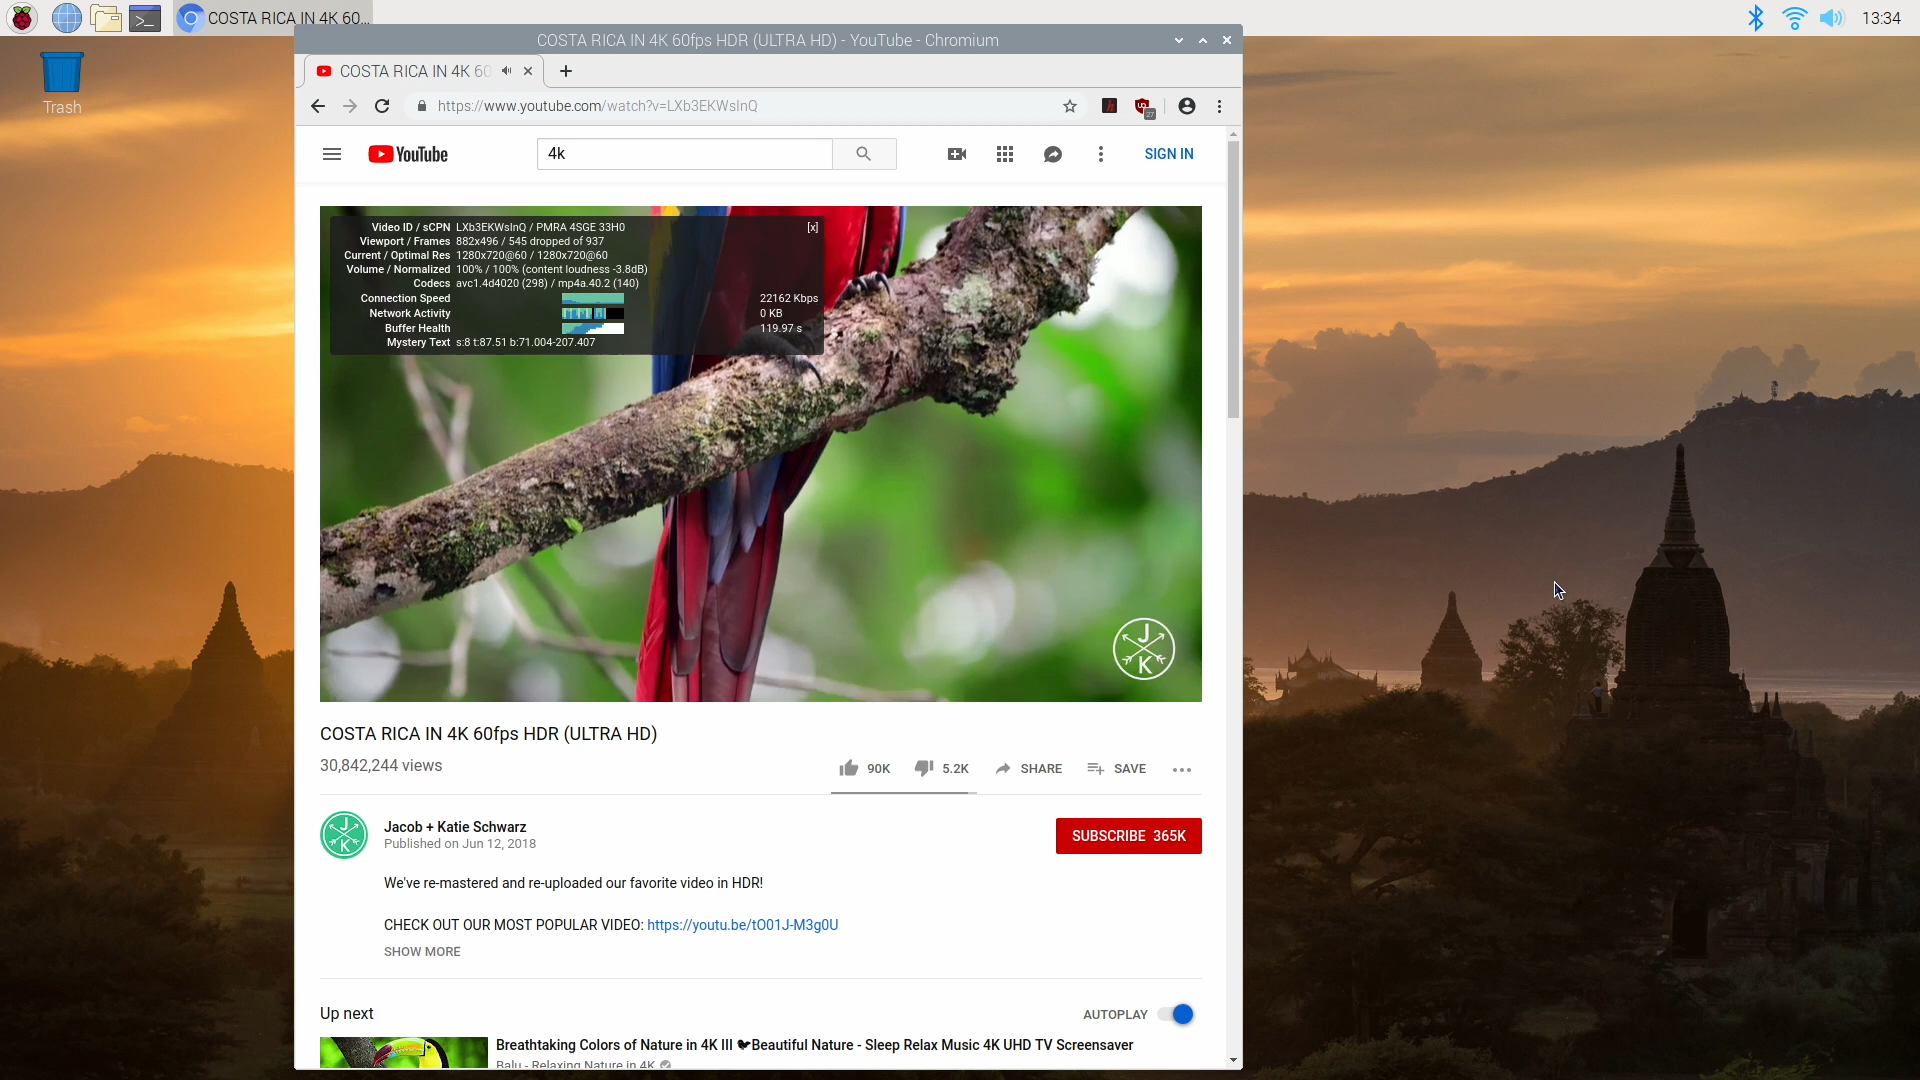 COSTA RICA IN 4K 60...
13:34
Trash
COSTA RICA IN 4K 60fps HDR (ULTRA HD) - YouTube - Chromium
COSTA RICA IN 4K 60
https://www.youtube.com/watch?v=LXb3EKWsInQ
27
YouTube
4k
SIGN IN
Video ID / sCPN LXb3EKWsInQ / PMRA 4SGE 33H0 [x]
Viewport / Frames 882x496 / 545 dropped of 937
Current / Optimal Res 1280x720@60 / 1280x720@60
Volume / Normalized 100% / 100% (content loudness -3.8dB)
Codecs avc1.4d4020 (298) / mp4a.40.2 (140)
Connection Speed 22162 Kbps
Network Activity 0 KB
Buffer Health 119.97 s
Mystery Text s:8 t:87.51 b:71.004-207.407
J
K
COSTA RICA IN 4K 60fps HDR (ULTRA HD)
30,842,244 views
90K 5.2K SHARE SAVE
J
K
Jacob + Katie Schwarz
Published on Jun 12, 2018
SUBSCRIBE 365K
We've re-mastered and re-uploaded our favorite video in HDR!
CHECK OUT OUR MOST POPULAR VIDEO: https://youtu.be/tO01J-M3g0U
SHOW MORE
Up next
AUTOPLAY
Breathtaking Colors of Nature in 4K III 🐦Beautiful Nature - Sleep Relax Music 4K UHD TV Screensaver
Balu - Relaxing Nature in 4K